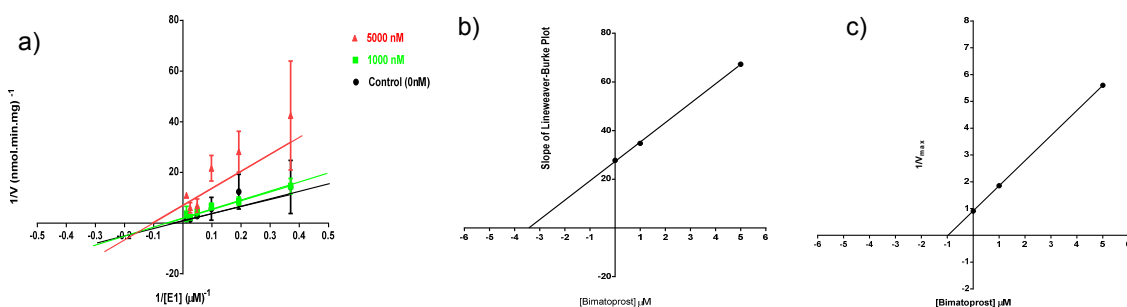 a)
80
60
40
20
-20
-0.5 -0.4 -0.3 -0.2 -0.1 0.1 0.2 0.3 0.4 0.5
1/V (nmol.min.mg) -1
1/[E1] (µM)-1
5000 nM
1000 nM
Control (0nM)
b)
Slope of Lineweaver-Burke Plot
80
60
40
20
-20
-6 -5 -4 -3 -2 -1 0 1 2 3 4 5 6
[Bimatoprost] µM
c)
1/Vmax
8
7
6
5
4
3
2
1
-1
-2
-6 -5 -4 -3 -2 -1 0 1 2 3 4 5 6
[Bimatoprost] µM